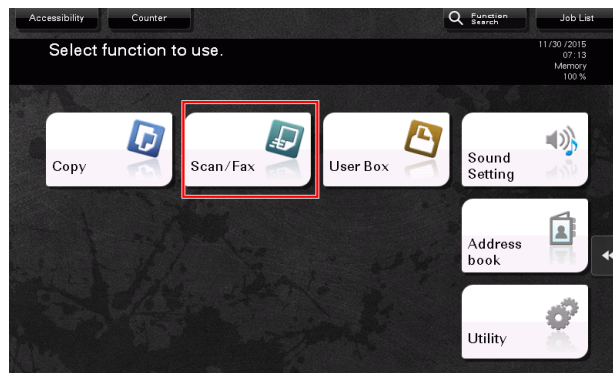 Accessibility
Counter
Function
Search
Job List
Select function to use.
11/30 /2015
07:13
Memory
100 %
Copy
Scan/Fax
User Box
Sound
Setting
Address
book
Utility